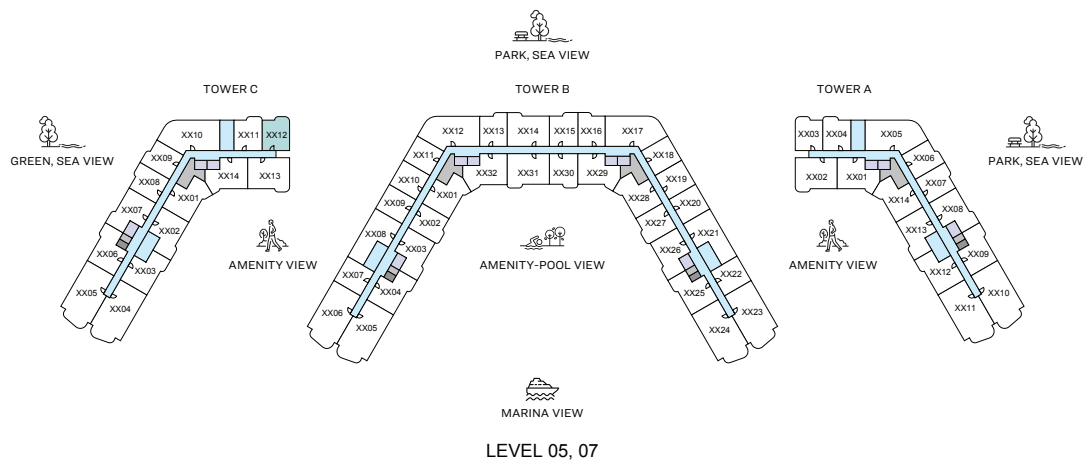 PARK, SEA VIEW
TOWER C
TOWER B
TOWER A
GREEN, SEA VIEW
PARK, SEA VIEW
XX10
XX11
XX12
XX09
XX08
XX07
XX06
XX05
XX04
XX03
XX02
XX01
XX14
XX13
AMENITY VIEW
XX12
XX13
XX14
XX15
XX16
XX17
XX11
XX10
XX09
XX08
XX07
XX06
XX05
XX04
XX03
XX02
XX01
XX32
XX31
XX30
XX29
XX18
XX19
XX20
XX21
XX22
XX23
XX24
XX25
XX26
XX27
XX28
AMENITY-POOL VIEW
XX03
XX04
XX05
XX02
XX01
XX06
XX07
XX08
XX09
XX10
XX11
XX12
XX13
XX14
AMENITY VIEW
MARINA VIEW
LEVEL 05, 07